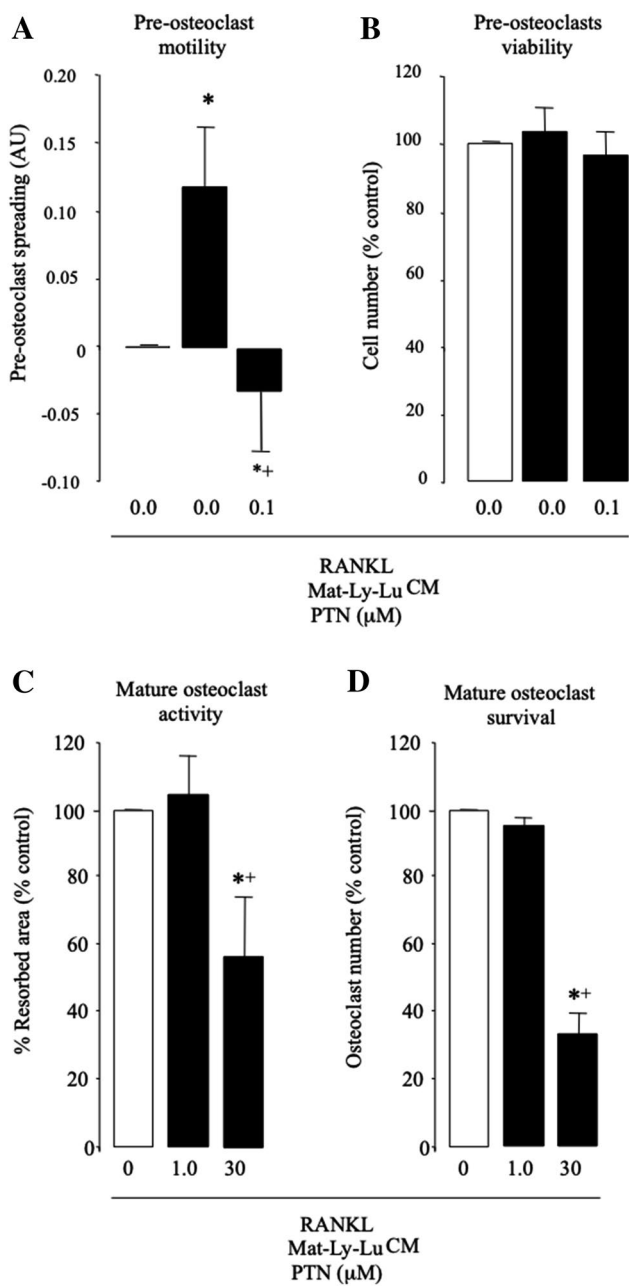 A
Pre-osteoclast
motility
Pre-osteoclast spreading (AU)
0.20
0.15
0.10
0.05
0
-0.05
-0.10
*
*+
0.0 0.0 0.1
B
Pre-osteoclasts
viability
Cell number (% control)
120
100
80
60
40
20
0
0.0 0.0 0.1
RANKL
Mat-Ly-Lu CM
PTN (μM)
C
Mature osteoclast
activity
% Resorbed area (% control)
120
100
80
60
40
20
0
*+
0 1.0 30
D
Mature osteoclast
survival
Osteoclast number (% control)
120
100
80
60
40
20
0
*+
0 1.0 30
RANKL
Mat-Ly-Lu CM
PTN (μM)